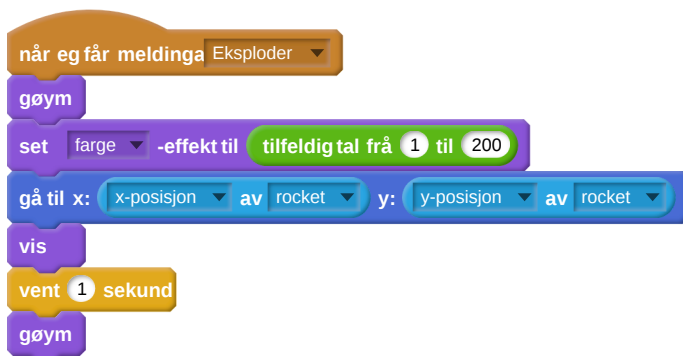 når eg får meldinga Eksploder
gøym
set farge -effekt til tilfeldig tal frå 1 til 200
gå til x: x-posisjon av rocket y: y-posisjon av rocket
vis
vent 1 sekund
gøym